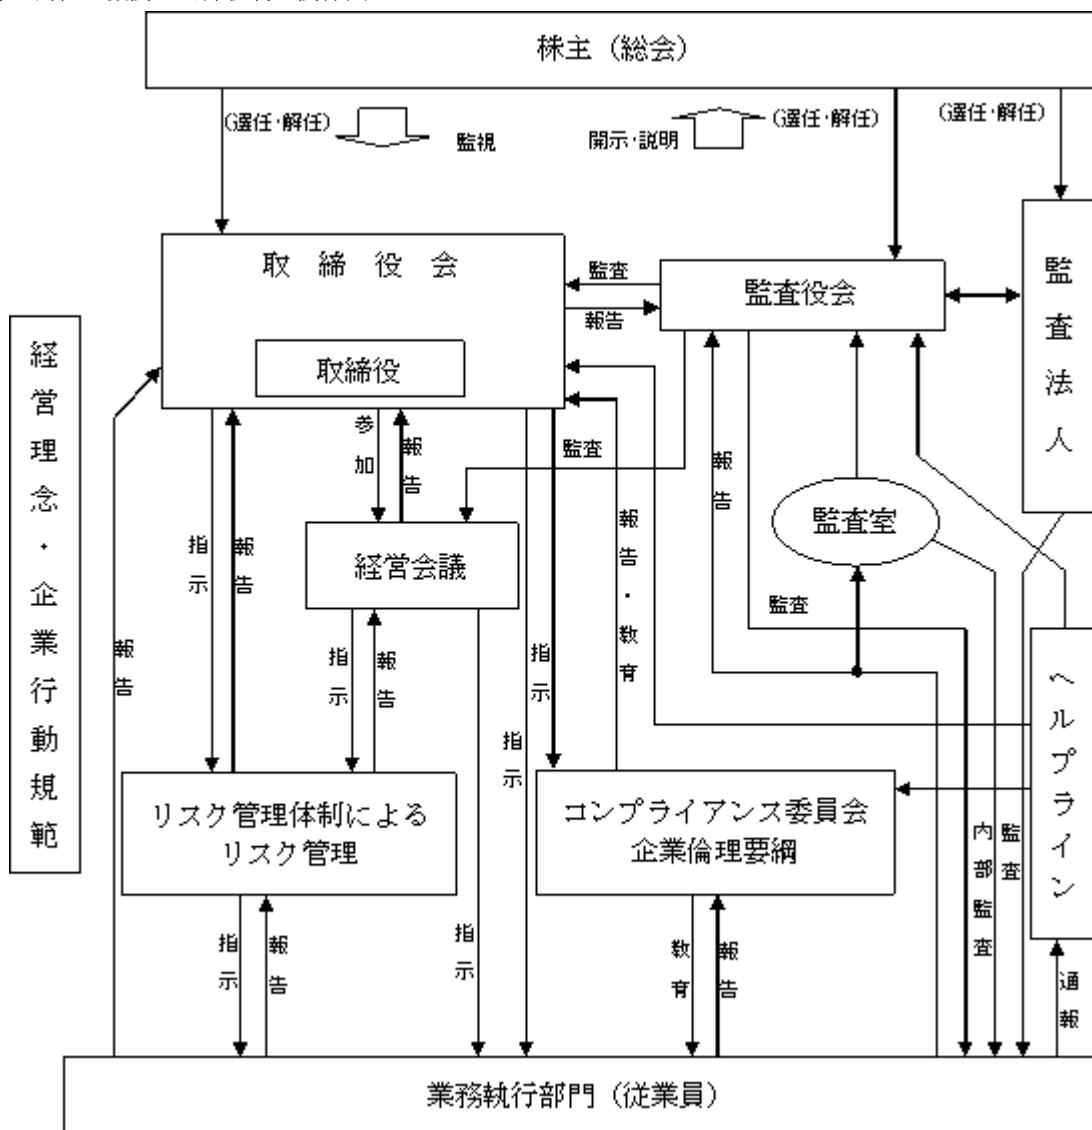 株主（総会）
(選任･解任)
監視
開示･説明
(選任･解任)
(選任･解任)
取締役会
取締役
監査
報告
監査役会
監査法人
経営理念・企業行動規範
参加
報告
監査
報告
監査室
指示
報告
経営会議
報告・教育
監査
報告
指示
報告
指示
指示
ヘルプライン
リスク管理体制による
リスク管理
コンプライアンス委員会
企業倫理要綱
内部監査
監査
指示
報告
指示
教育
報告
通報
業務執行部門（従業員）